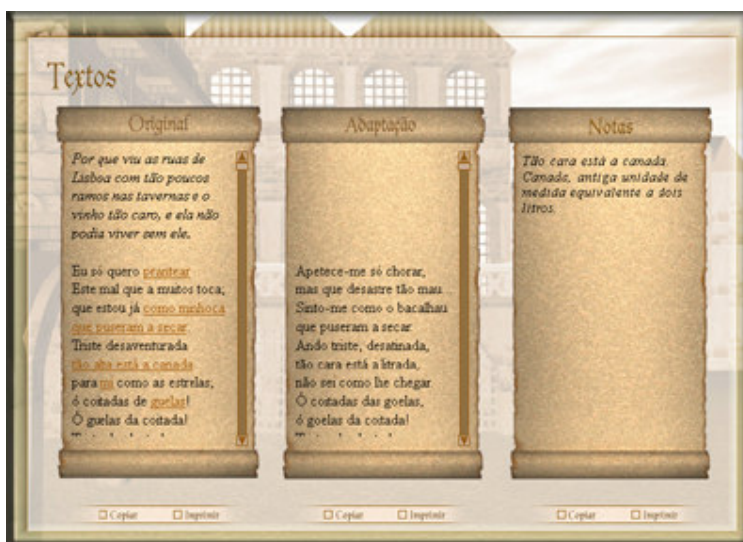 Textos
Original
Por que viu as ruas de
Lisboa com tão poucos
ramos nas tavernas e o
vinho tão caro, e ela não
podia viver sem ele.
Eu só quero prantear
Este mal que a muitos toca;
que estou já como minhoca
que puseram a secar.
Triste desaventurada
tão alta está a canada
para mi como as estrelas,
ó coitadas de guelas!
Ó guelas da coitada!
Adaptação
Apetece-me só chorar,
mas que desastre tão mau.
Sinto-me como o bacalhau
que puseram a secar.
Ando triste, desatinada,
tão cara está a litrada,
não sei como lhe chegar.
Ó coitadas das goelas,
ó goelas da coitada!
Notas
Tão cara está a canada.
Canada, antiga unidade de
medida equivalente a dois
litros.
Copiar Imprimir
Copiar Imprimir
Copiar Imprimir